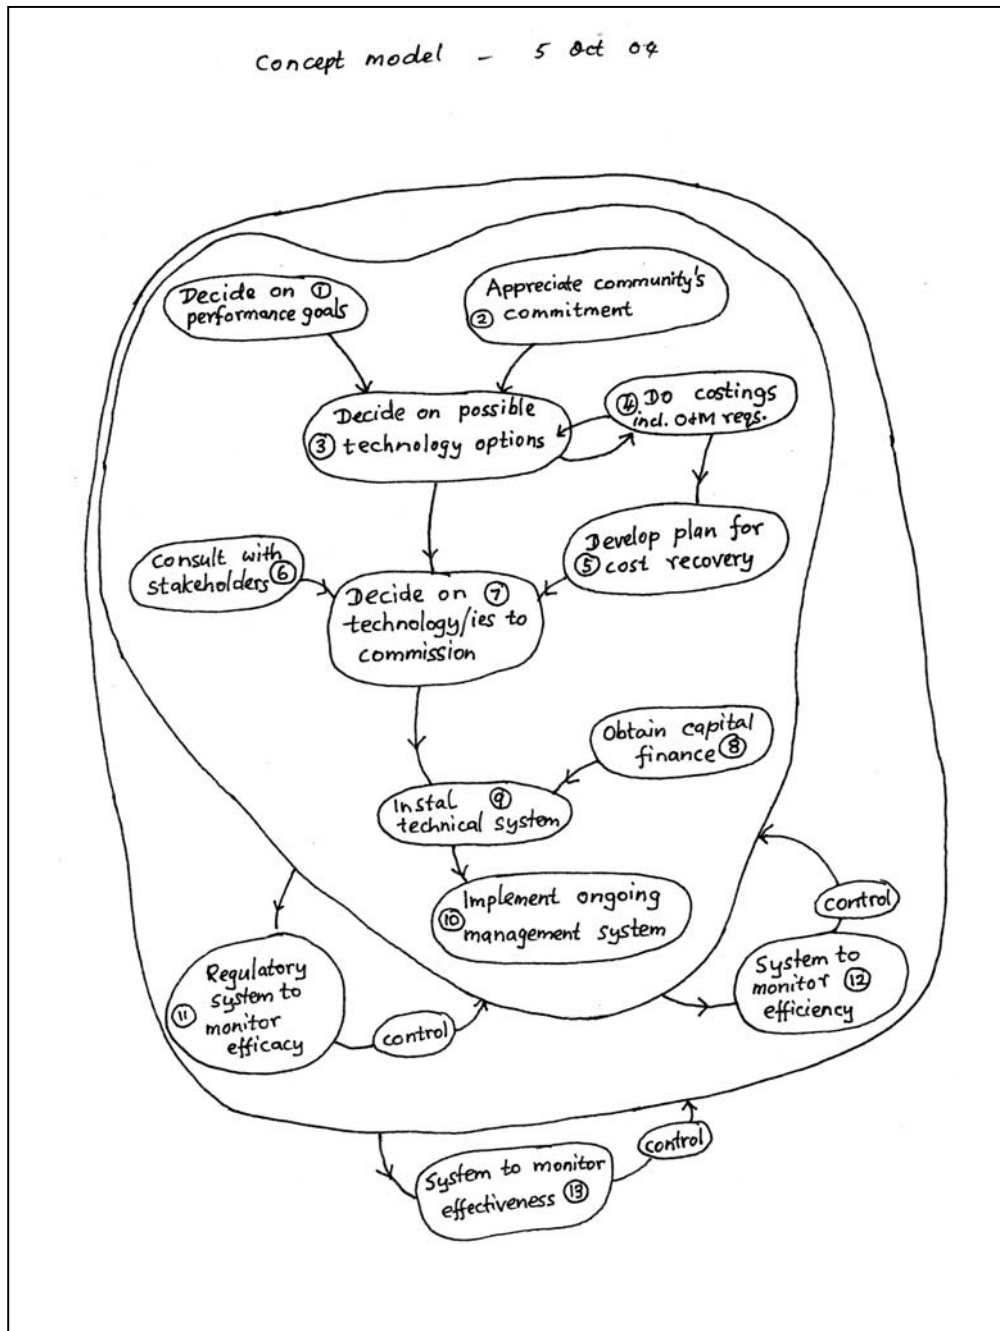 Concept model - 5 Oct 04
Decide on ①
performance goals
Appreciate community's
② commitment
Decide on possible
③ technology options
④ Do costings
incl. O+M reqs.
Develop plan for
⑤ cost recovery
Consult with
stakeholders ⑥
Decide on ⑦
technology/ies to
commission
Obtain capital
finance ⑧
Instal ⑨
technical system
Implement ongoing
⑩ management system
Regulatory
system to
⑪ monitor
efficacy
control
control
System to
monitor ⑫
efficiency
System to monitor
effectiveness ⑬
control